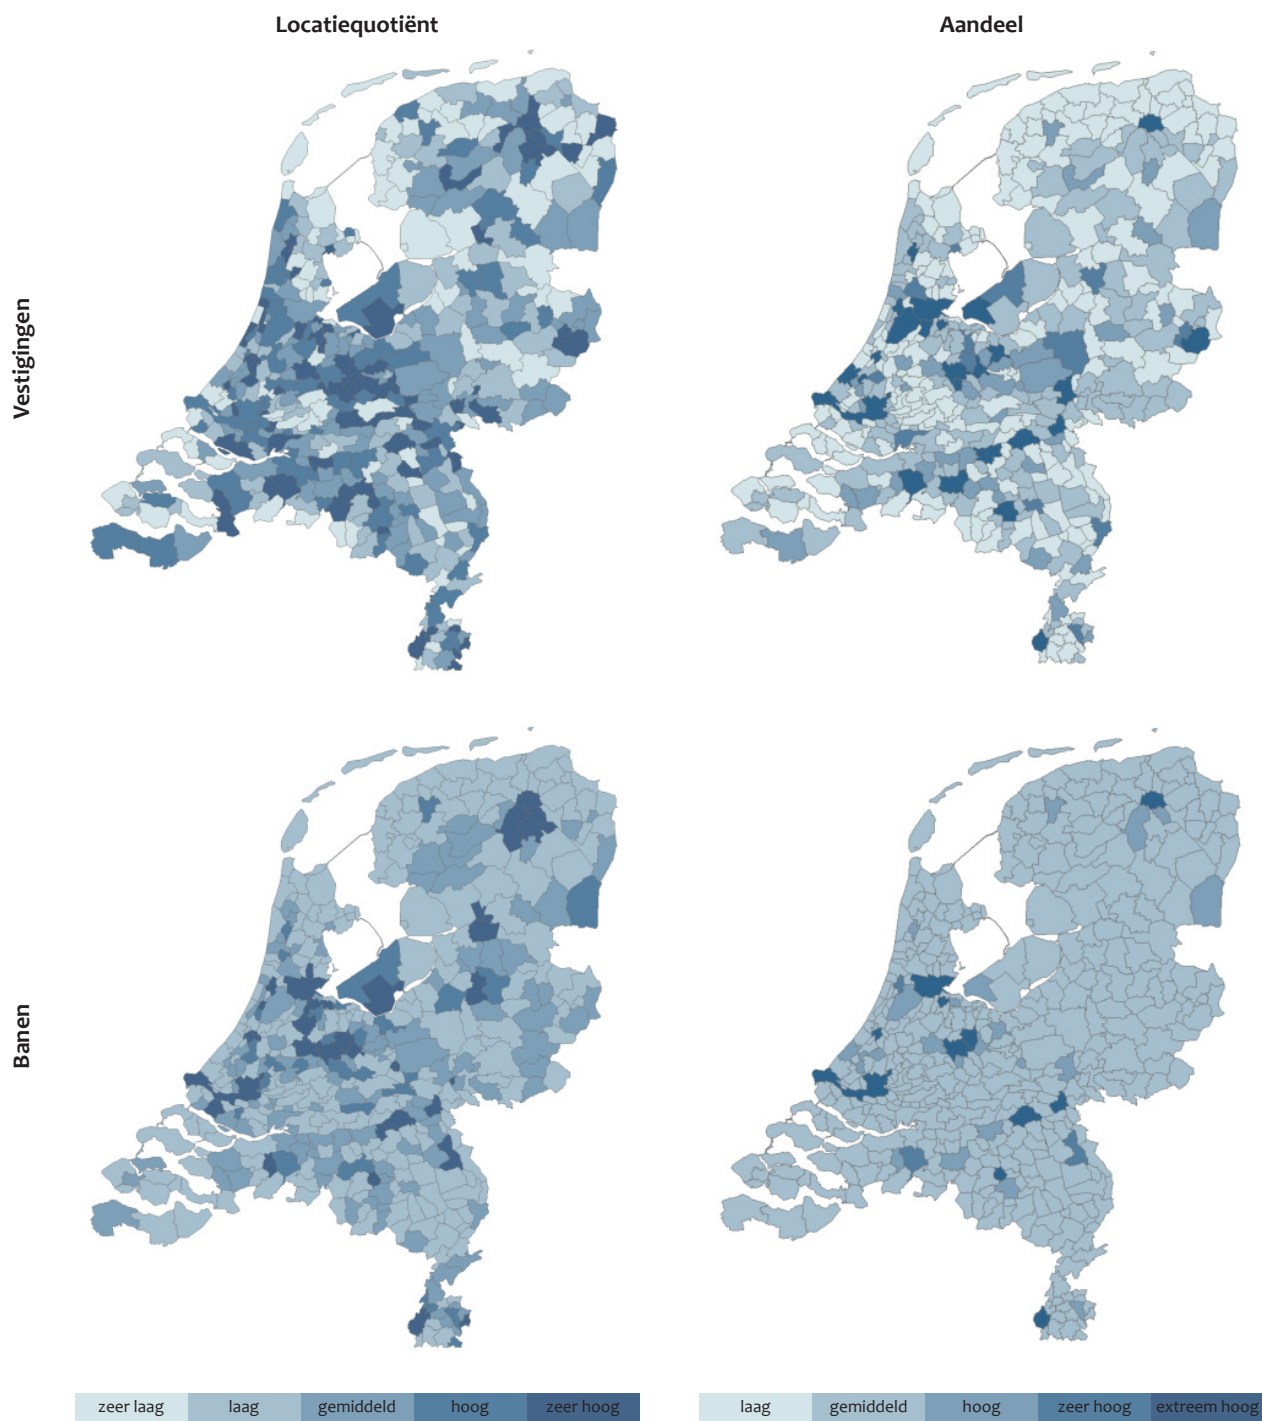 Locatiequotiënt
Aandeel
Vestigingen
Banen
zeer laag laag gemiddeld hoog zeer hoog
laag gemiddeld hoog zeer hoog extreem hoog